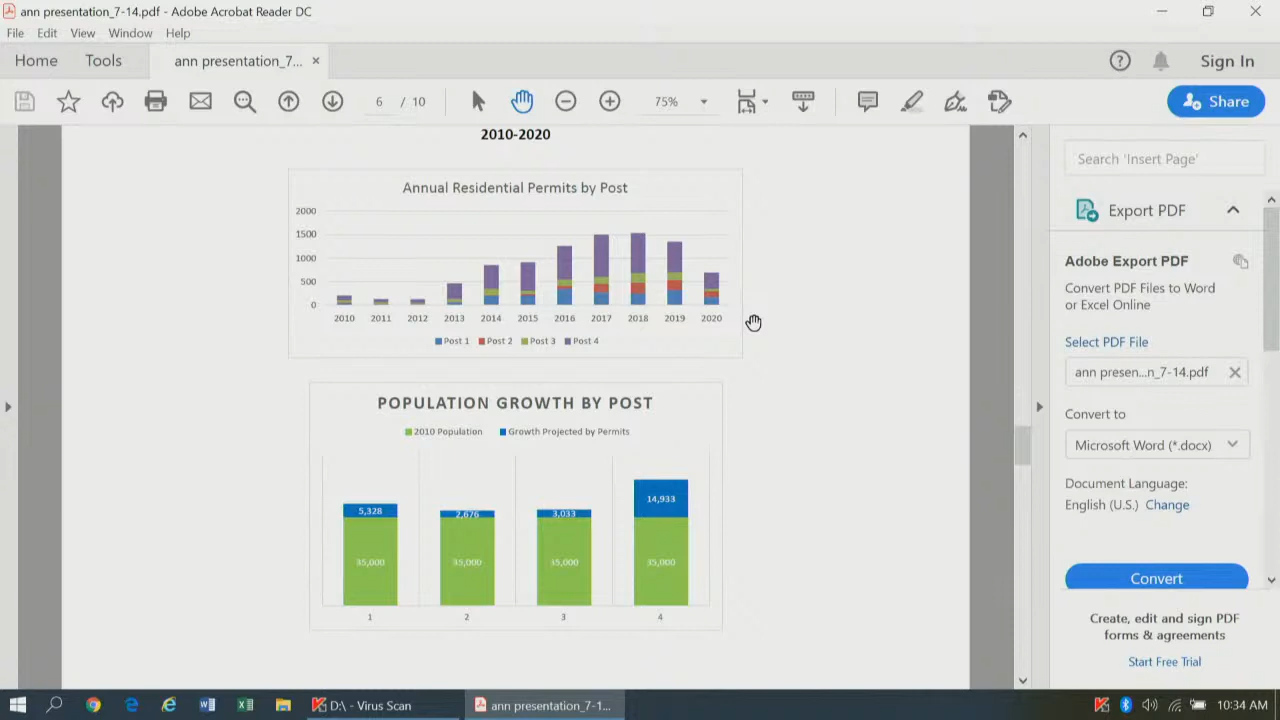 ann presentation_7-14.pdf - Adobe Acrobat Reader DC
File Edit View Window Help
Home Tools ann presentation_7... × Sign In
6 / 10 75% Share
2010-2020
Annual Residential Permits by Post
2000
1500
1000
500
0
2010 2011 2012 2013 2014 2015 2016 2017 2018 2019 2020
Post 1 Post 2 Post 3 Post 4
POPULATION GROWTH BY POST
2010 Population Growth Projected by Permits
5,328 2,676 3,033 14,933
35,000 35,000 35,000 35,000
1 2 3 4
Search 'Insert Page'
Export PDF
Adobe Export PDF
Convert PDF Files to Word
or Excel Online
Select PDF File
ann presen...n_7-14.pdf
Convert to
Microsoft Word (*.docx)
Document Language:
English (U.S.) Change
Convert
Create, edit and sign PDF
forms & agreements
Start Free Trial
D:\ - Virus Scan ann presentation_7-1... 10:34 AM